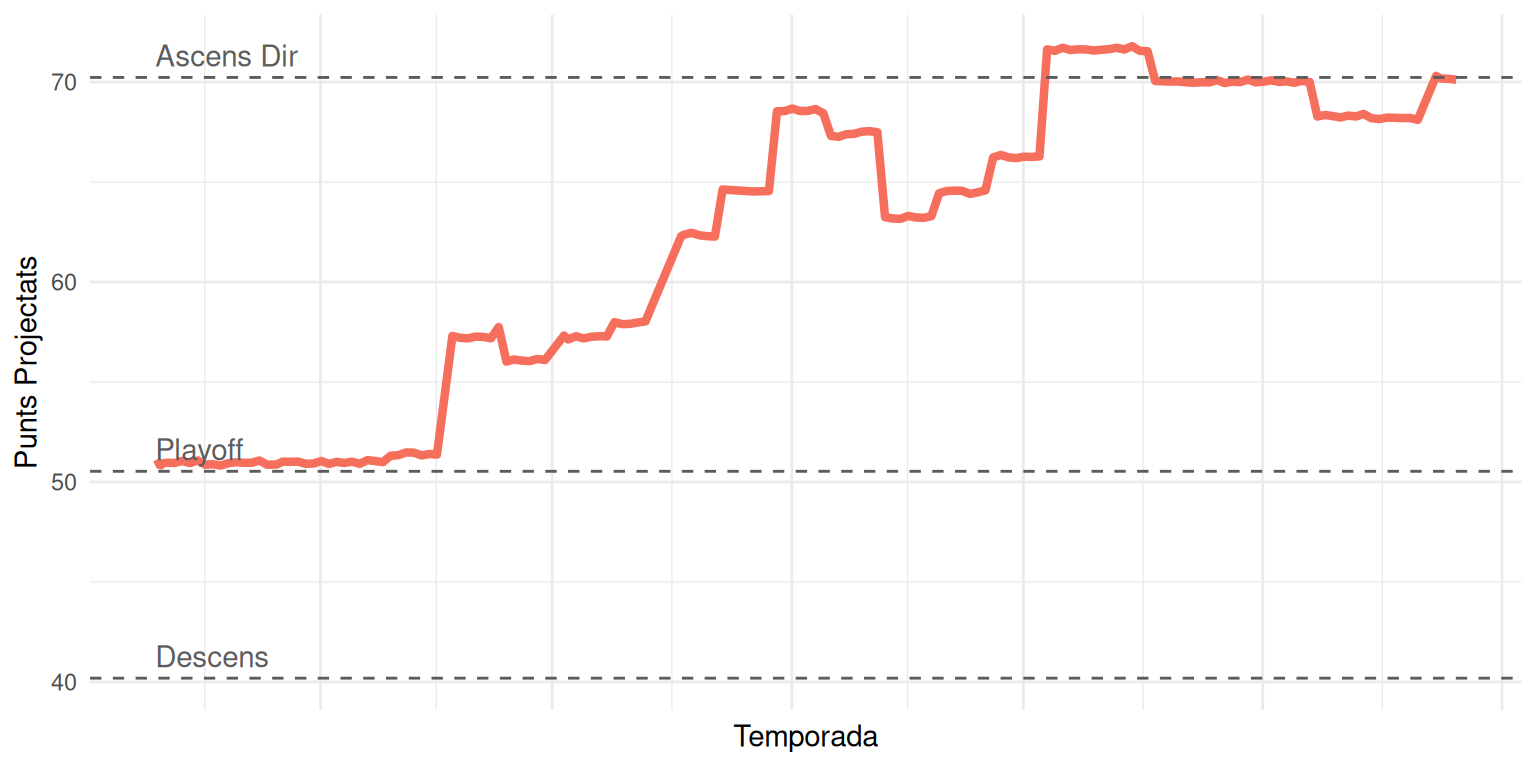 Ascens Dir
70
60
Punts Projectats
Playoff
50
Descens
40
Temporada